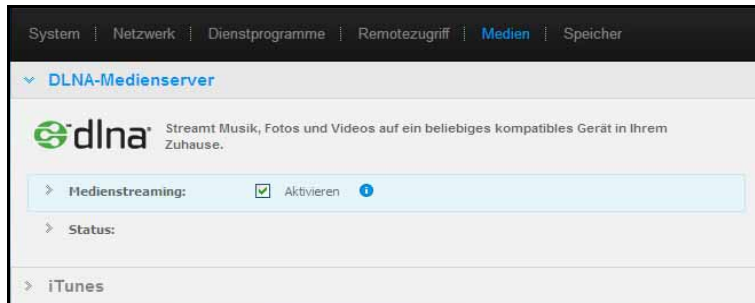 System | Netzwerk | Dienstprogramme | Remotezugriff | Medien | Speicher
DLNA-Medienserver
dlna Streamt Musik, Fotos und Videos auf ein beliebiges kompatibles Gerät in Ihrem
Zuhause.
Medienstreaming: Aktivieren
Status:
iTunes